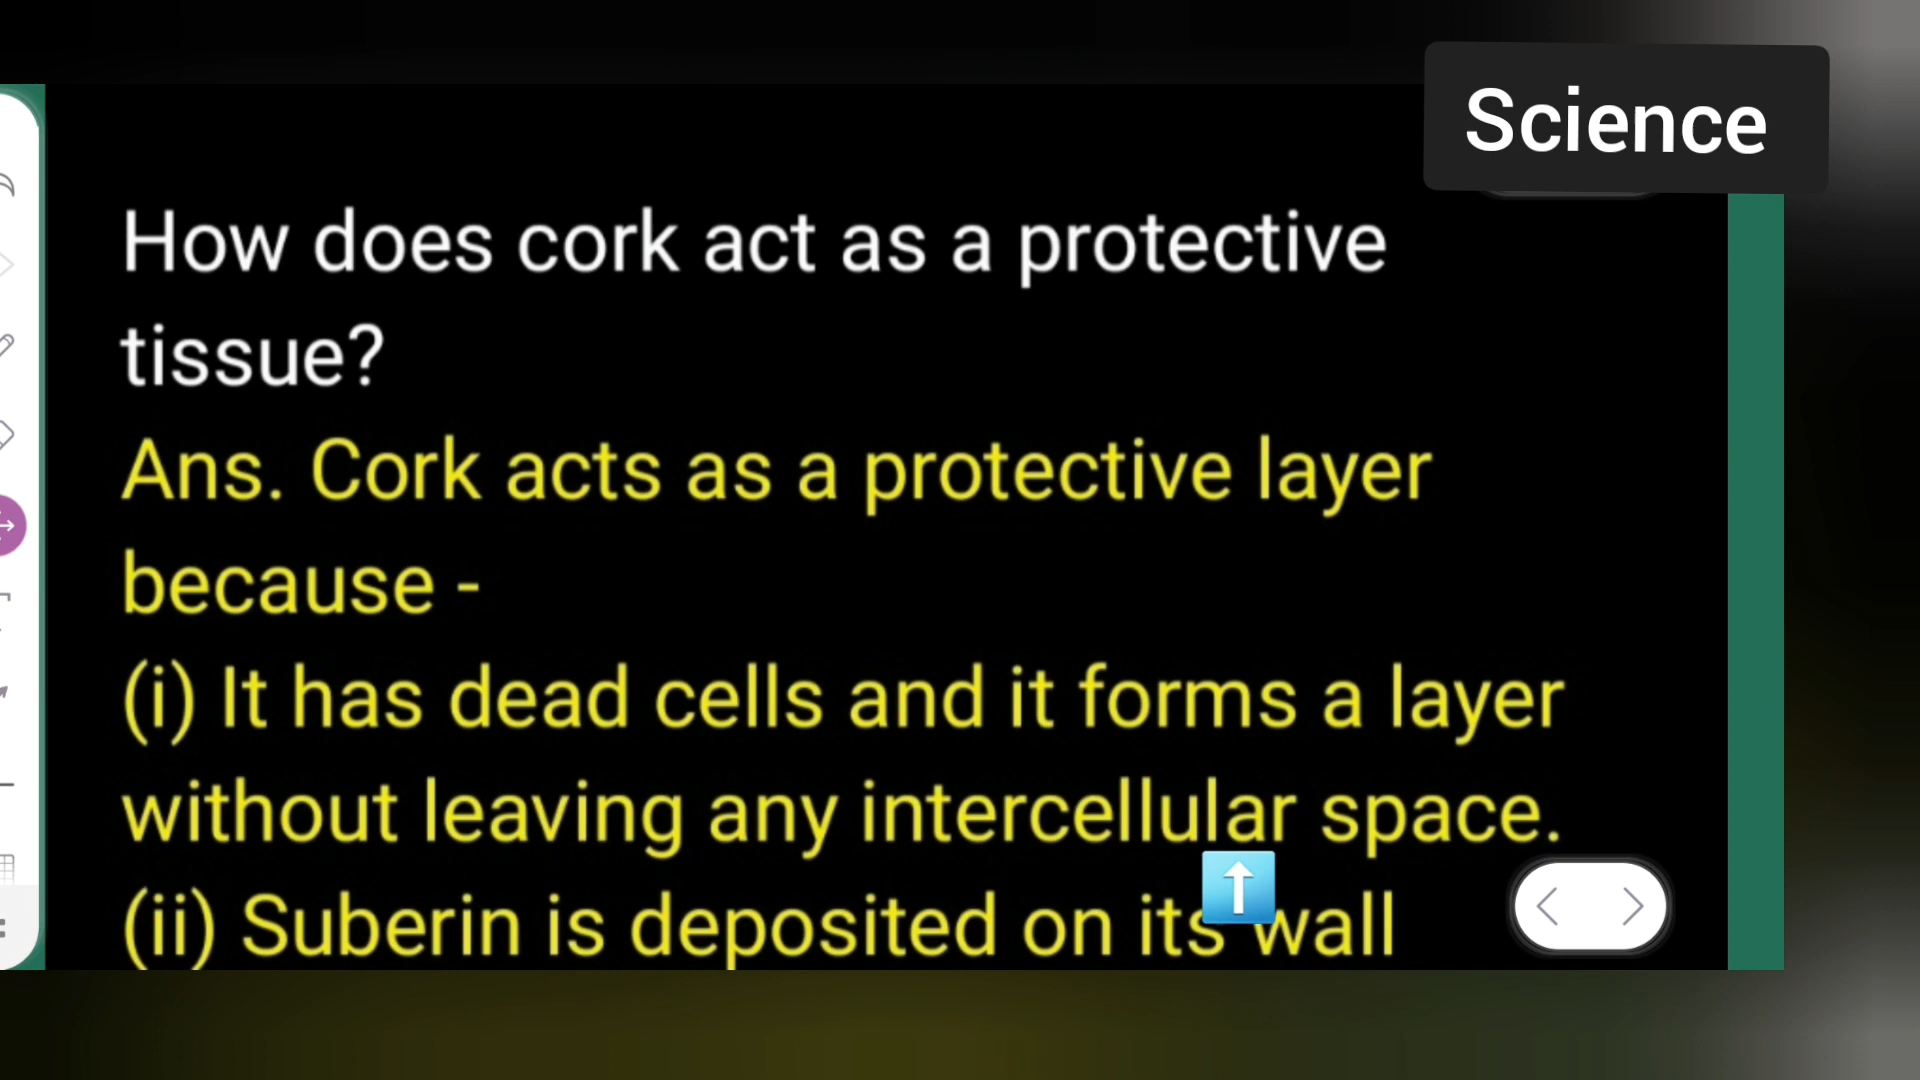 Science
How does cork act as a protective
tissue?
Ans. Cork acts as a protective layer
because -
(i) It has dead cells and it forms a layer
without leaving any intercellular space.
(ii) Suberin is deposited on its wall